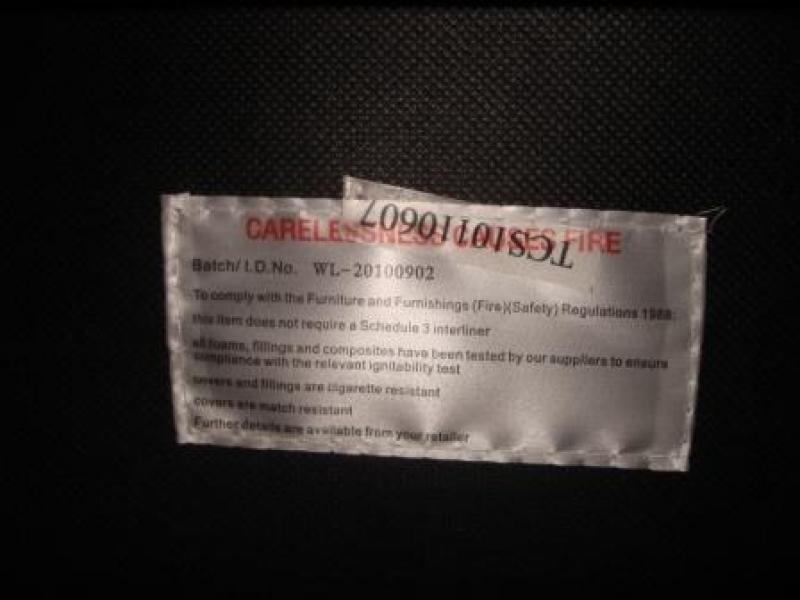 TCS101110607
CARELESSNESS CAUSES FIRE
Batch/ I.D.No. WL-20100902
To comply with the Furniture and Furnishings (Fire)(Safety) Regulations 1988:
this item does not require a Schedule 3 interliner
all foams, fillings and composites have been tested by our suppliers to ensure
compliance with the relevant ignitability test
covers and fillings are cigarette resistant
covers are match resistant
Further details are available from your retailer